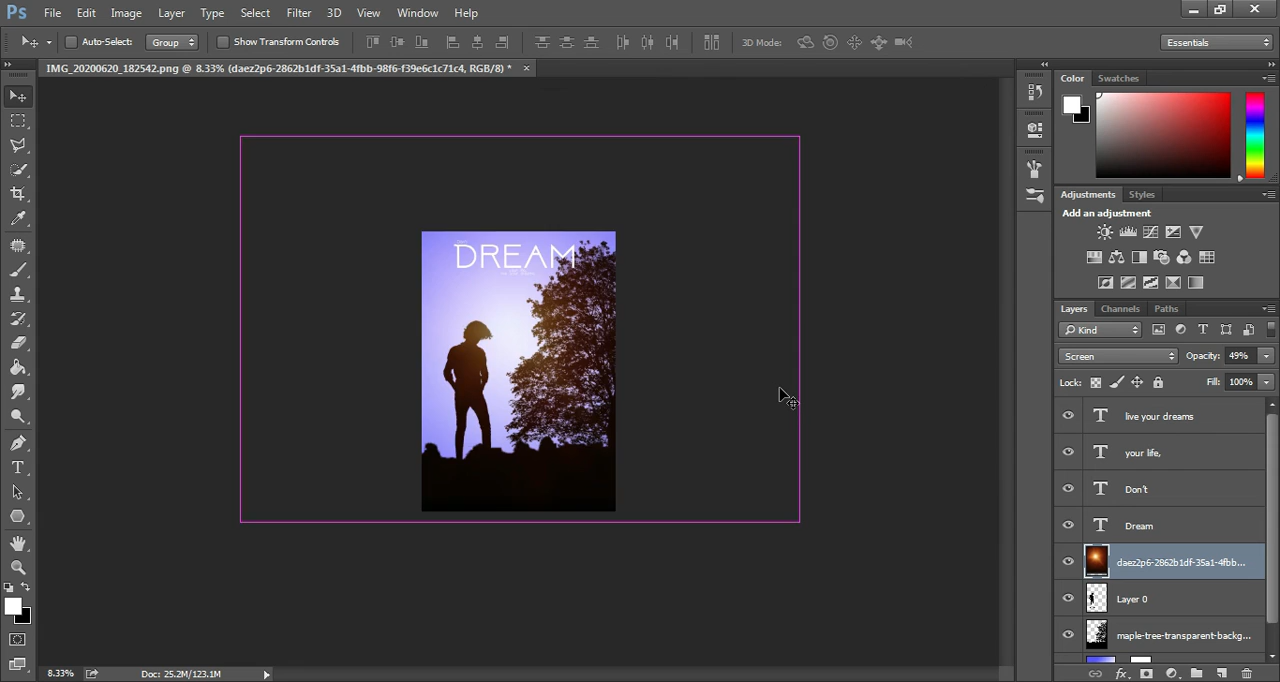 Ps File Edit Image Layer Type Select Filter 3D View Window Help
Auto-Select: Group Show Transform Controls 3D Mode: Essentials
IMG_20200620_182542.png @ 8.33% (daez2p6-2862b1df-35a1-4fbb-98f6-f39e6c1c71c4, RGB/8) * ×
Color Swatches
Adjustments Styles
Add an adjustment
DREAM
Layers Channels Paths
Kind
Screen Opacity: 49%
Lock: Fill: 100%
T live your dreams
T your life,
T Don't
T Dream
daez2p6-2862b1df-35a1-4fbb...
Layer 0
maple-tree-transparent-backg...
8.33% Doc: 25.2M/123.1M